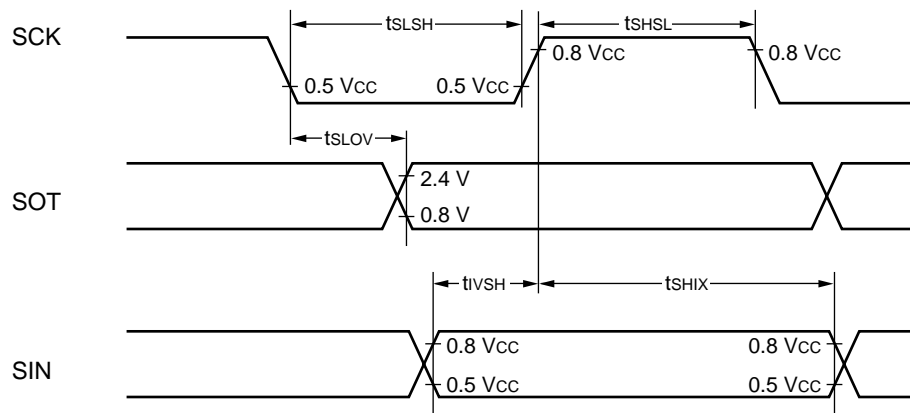 tSLSH
tSHSL
SCK
0.8 VCC
0.8 VCC
0.5 VCC
0.5 VCC
tSLOV
2.4 V
SOT
0.8 V
tIVSH
tSHIX
0.8 VCC
0.8 VCC
SIN
0.5 VCC
0.5 VCC